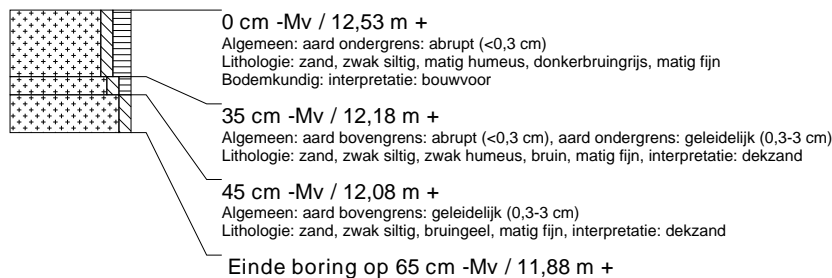 0 cm -Mv / 12,53 m +
Algemeen: aard ondergrens: abrupt (<0,3 cm)
Lithologie: zand, zwak siltig, matig humeus, donkerbruingrijs, matig fijn
Bodemkundig: interpretatie: bouwvoor
35 cm -Mv / 12,18 m +
Algemeen: aard bovengrens: abrupt (<0,3 cm), aard ondergrens: geleidelijk (0,3-3 cm)
Lithologie: zand, zwak siltig, zwak humeus, bruin, matig fijn, interpretatie: dekzand
45 cm -Mv / 12,08 m +
Algemeen: aard bovengrens: geleidelijk (0,3-3 cm)
Lithologie: zand, zwak siltig, bruingeel, matig fijn, interpretatie: dekzand
Einde boring op 65 cm -Mv / 11,88 m +